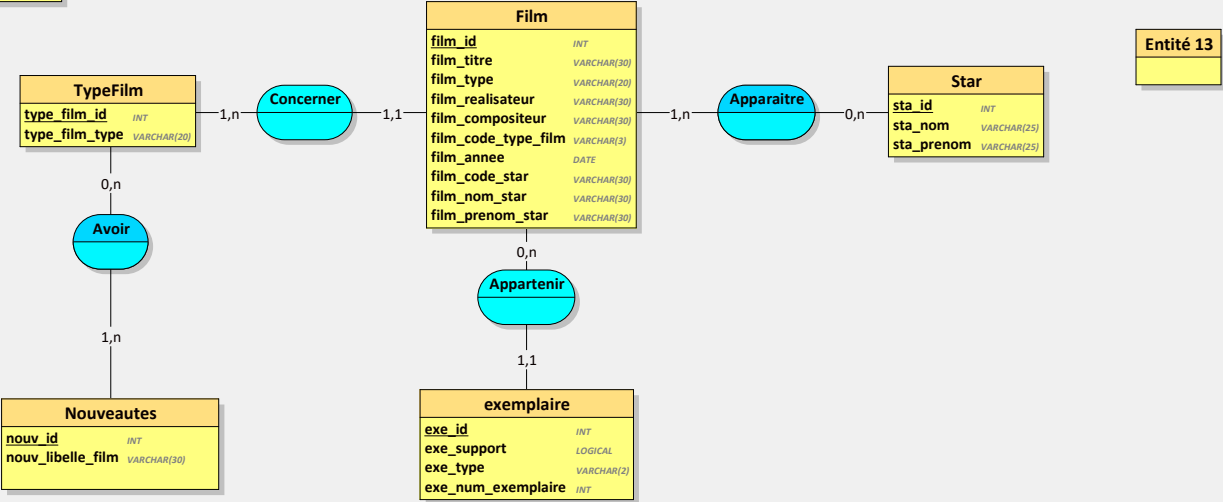 Film
film_id INT
film_titre VARCHAR(30)
film_type VARCHAR(20)
film_realisateur VARCHAR(30)
film_compositeur VARCHAR(30)
film_code_type_film VARCHAR(3)
film_annee DATE
film_code_star VARCHAR(30)
film_nom_star VARCHAR(30)
film_prenom_star VARCHAR(30)
Entité 13
TypeFilm
type_film_id INT
type_film_type VARCHAR(20)
1,n
Concerner
1,1
1,n
Apparaitre
0,n
Star
sta_id INT
sta_nom VARCHAR(25)
sta_prenom VARCHAR(25)
0,n
Avoir
1,n
0,n
Appartenir
1,1
Nouveautes
nouv_id INT
nouv_libelle_film VARCHAR(30)
exemplaire
exe_id INT
exe_support LOGICAL
exe_type VARCHAR(2)
exe_num_exemplaire INT